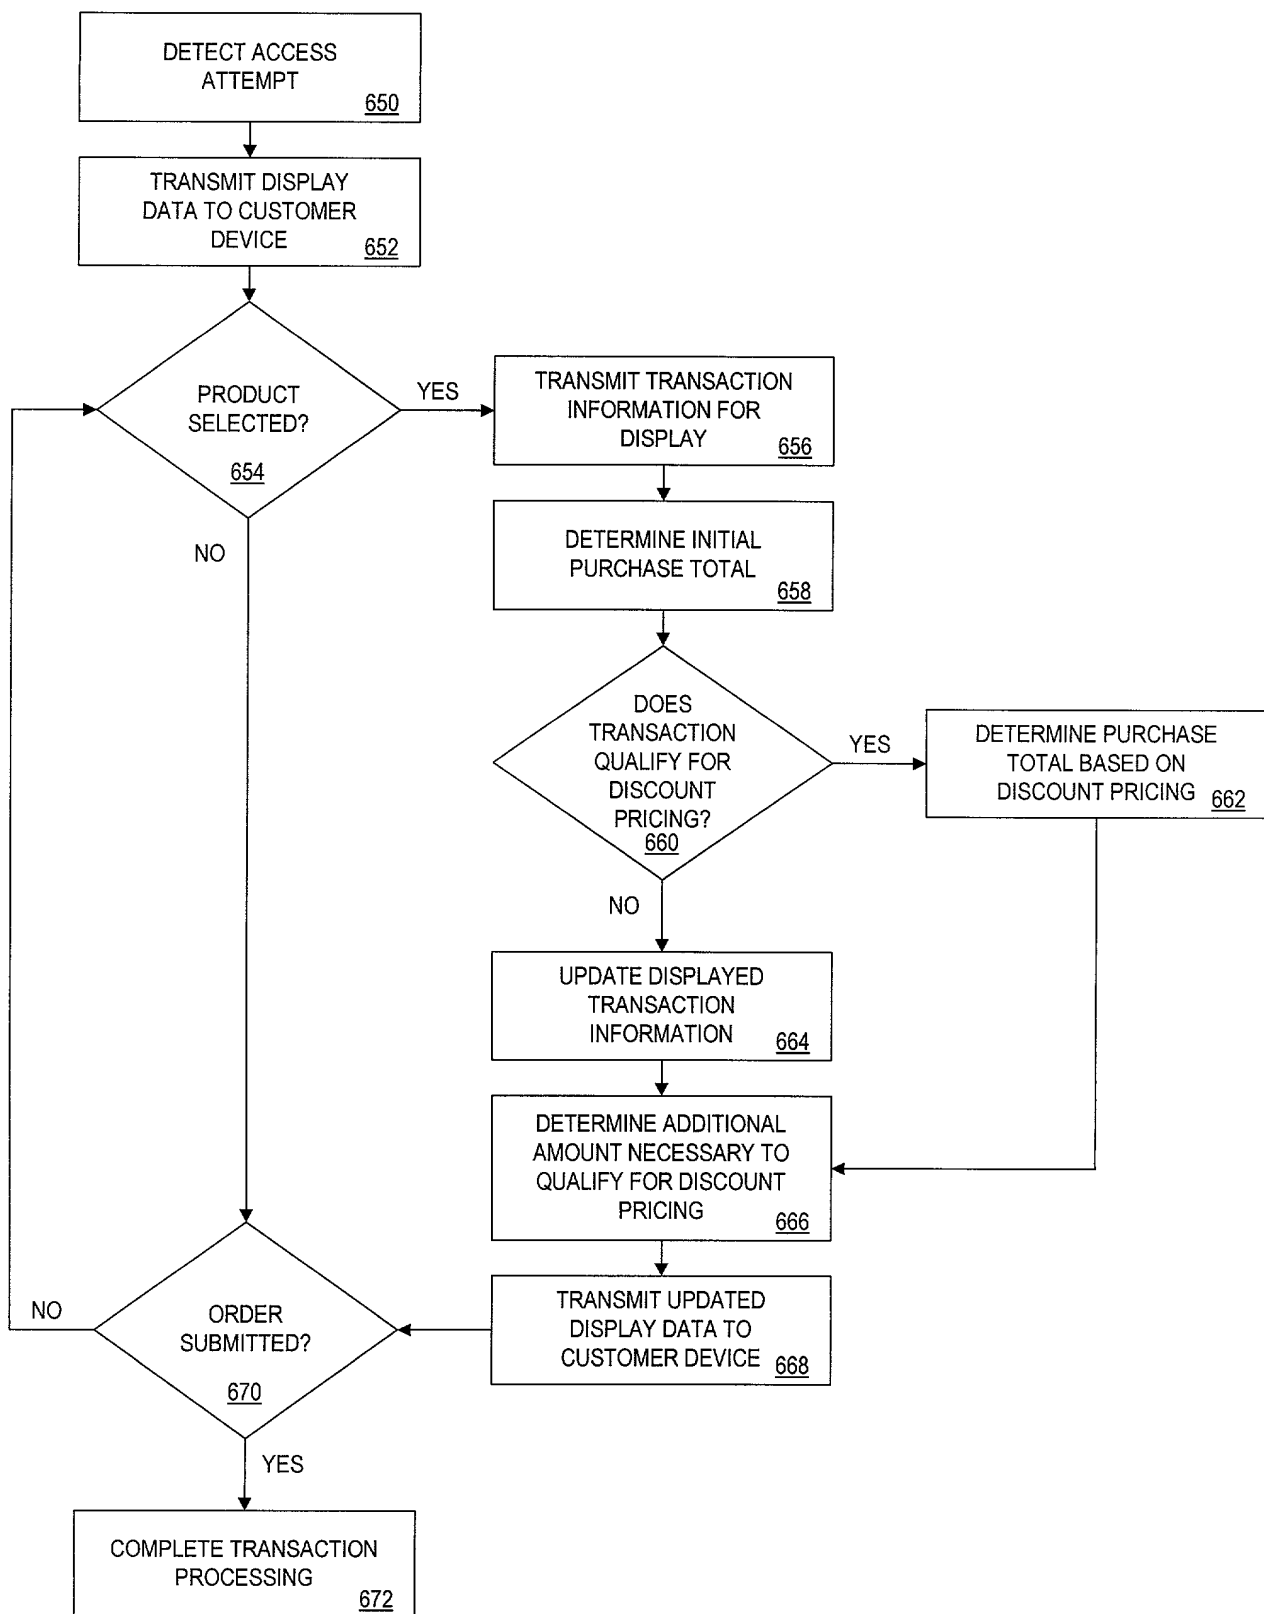 DETECT ACCESS
ATTEMPT
650
TRANSMIT DISPLAY
DATA TO CUSTOMER
DEVICE
652
PRODUCT
SELECTED?
654
YES
NO
TRANSMIT TRANSACTION
INFORMATION FOR
DISPLAY
656
DETERMINE INITIAL
PURCHASE TOTAL
658
DOES
TRANSACTION
QUALIFY FOR
DISCOUNT
PRICING?
660
YES
NO
DETERMINE PURCHASE
TOTAL BASED ON
DISCOUNT PRICING
662
UPDATE DISPLAYED
TRANSACTION
INFORMATION
664
DETERMINE ADDITIONAL
AMOUNT NECESSARY TO
QUALIFY FOR DISCOUNT
PRICING
666
TRANSMIT UPDATED
DISPLAY DATA TO
CUSTOMER DEVICE
668
ORDER
SUBMITTED?
670
NO
YES
COMPLETE TRANSACTION
PROCESSING
672